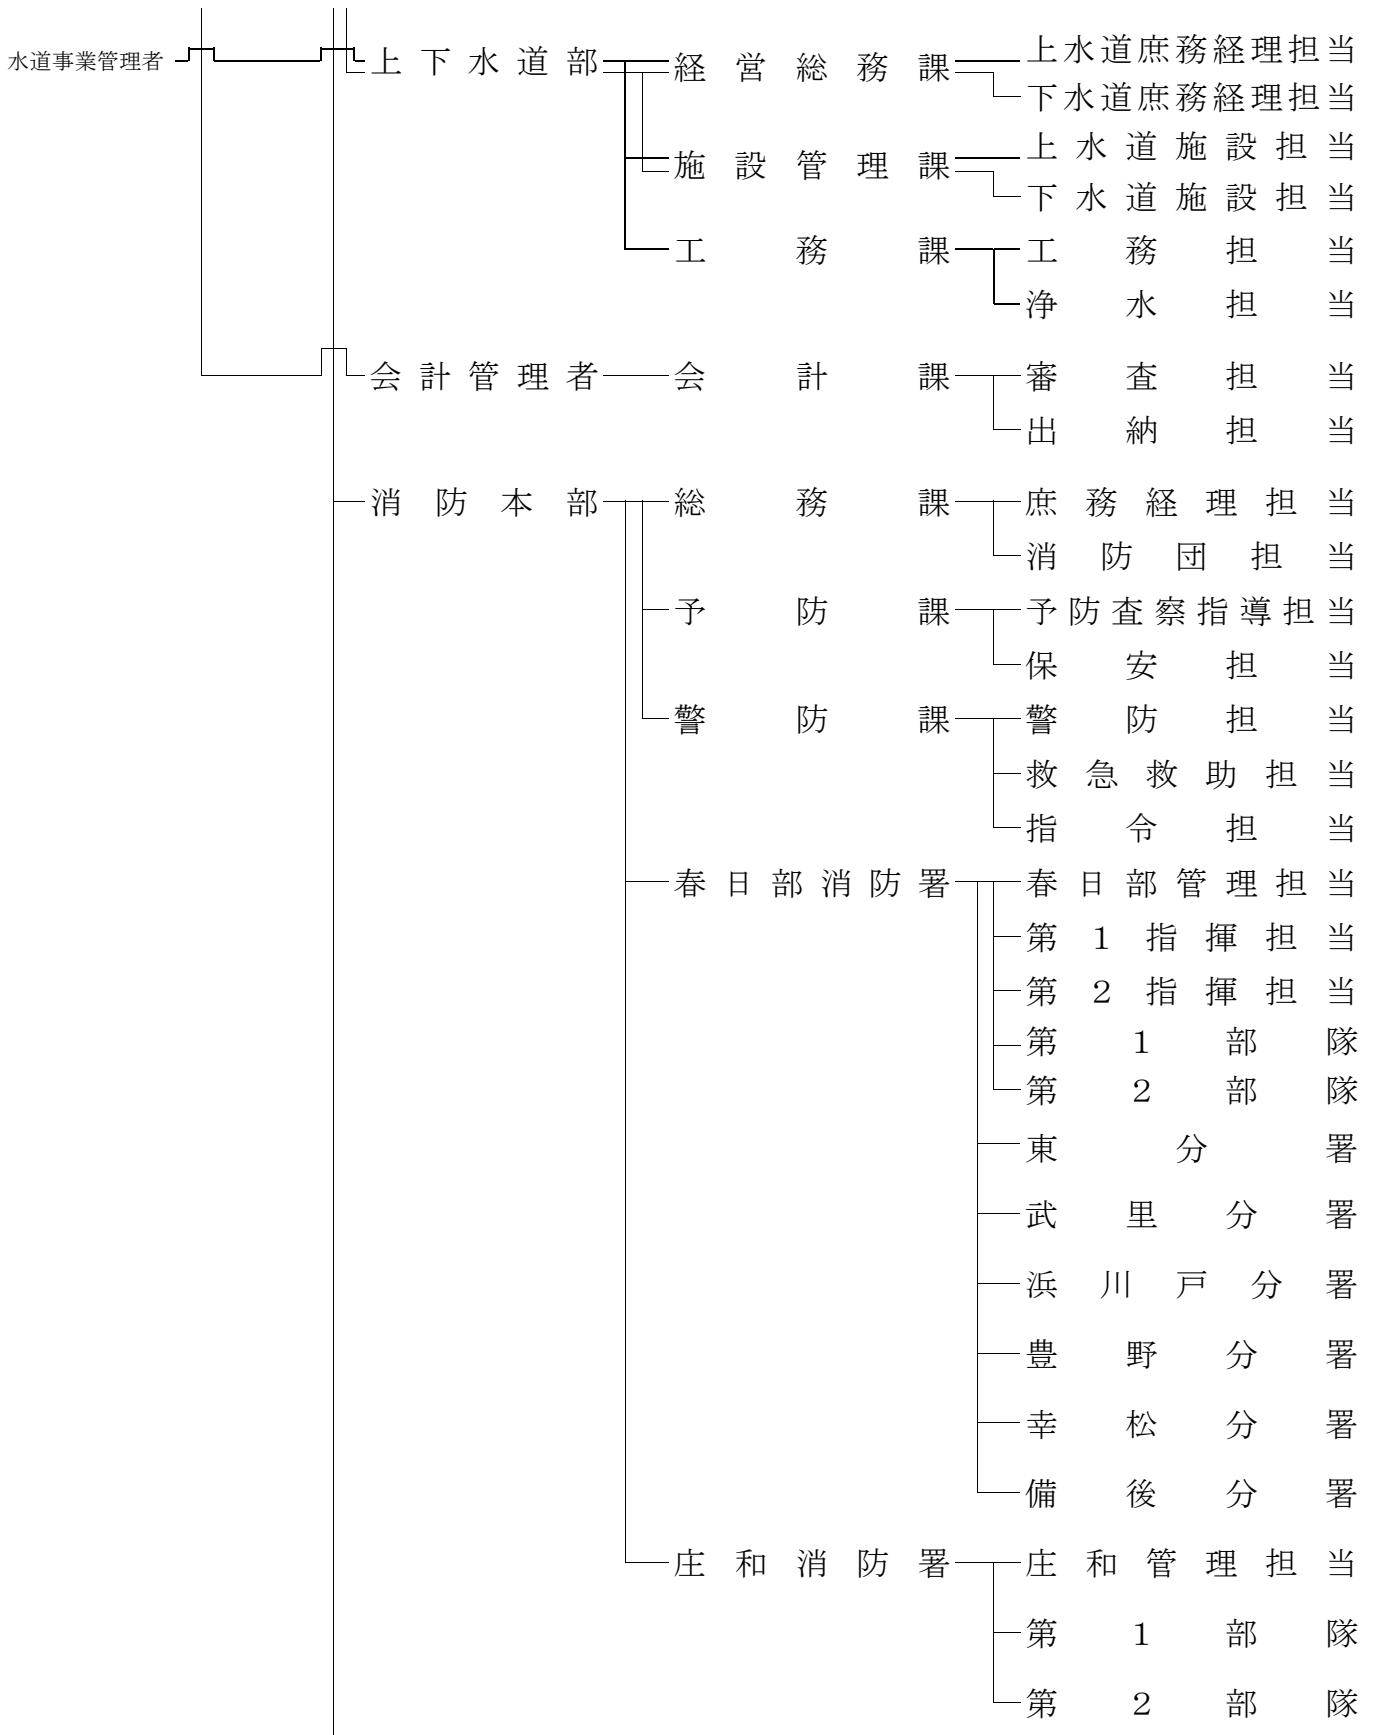 水道事業管理者 上下水道部 経営総務課 上水道庶務経理担当
下水道庶務経理担当
施設管理課 上水道施設担当
下水道施設担当
工務課 工務担当
浄水担当
会計管理者 会計課 審査担当
出納担当
消防本部 総務課 庶務経理担当
消防団担当
予防課 予防査察指導担当
保安担当
警防課 警防担当
救急救助担当
指令担当
春日部消防署 春日部管理担当
第1指揮担当
第2指揮担当
第1部隊
第2部隊
東分署
武里分署
浜川戸分署
豊野分署
幸松分署
備後分署
庄和消防署 庄和管理担当
第1部隊
第2部隊